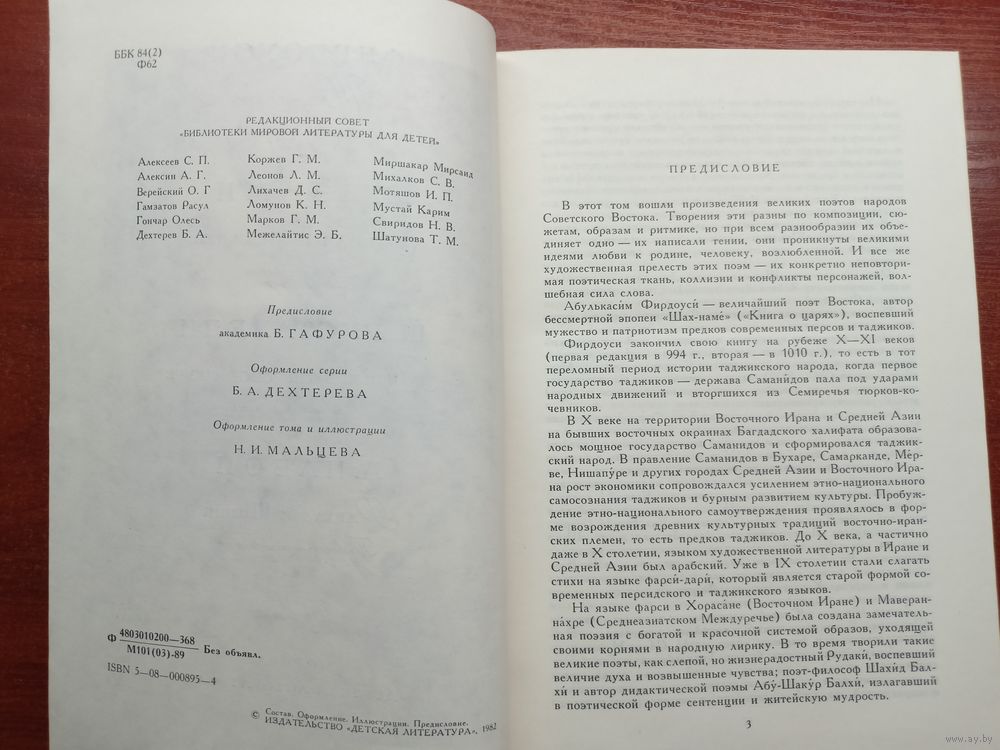 ББК 84(2)
Ф62
РЕДАКЦИОННЫЙ СОВЕТ
«БИБЛИОТЕКИ МИРОВОЙ ЛИТЕРАТУРЫ ДЛЯ ДЕТЕЙ»
Алексеев С. П.
Алексин А. Г.
Верейский О. Г
Гамзатов Расул
Гончар Олесь
Дехтерев Б. А.
Коржев Г. М.
Леонов Л. М.
Лихачев Д. С.
Ломунов К. Н.
Марков Г. М.
Межелайтис Э. Б.
Миршакар Мирсаид
Михалков С. В.
Мотяшов И. П.
Мустай Карим
Свиридов Н. В.
Шатунова Т. М.
Предисловие
академика Б. ГАФУРОВА
Оформление серии
Б. А. ДЕХТЕРЕВА
Оформление тома и иллюстрации
Н. И. МАЛЬЦЕВА
Ф 4803010200—368
М101(03)-89 Без объявл.
ISBN 5—08—000895—4
© Состав. Оформление. Иллюстрации. Предисловие.
ИЗДАТЕЛЬСТВО «ДЕТСКАЯ ЛИТЕРАТУРА», 1982
ПРЕДИСЛОВИЕ
В этот том вошли произведения великих поэтов народов
Советского Востока. Творения эти разны по композиции, сю-
жетам, образам и ритмике, но при всем разнообразии их объе-
диняет одно — их написали гении, они проникнуты великими
идеями любви к родине, человеку, возлюбленной. И все же
художественная прелесть этих поэм — их конкретно неповтори-
мая поэтическая ткань, коллизии и конфликты персонажей, вол-
шебная сила слова.
Абулькаси́м Фирдоуси́ — величайший поэт Востока, автор
бессмертной эпопеи «Шах-наме́» («Книга о царях»), воспевший
мужество и патриотизм предков современных персов и таджиков.
Фирдоуси закончил свою книгу на рубеже X—XI веков
(первая редакция в 994 г., вторая — в 1010 г.), то есть в тот
переломный период истории таджикского народа, когда первое
государство таджиков — держава Самани́дов пала под ударами
народных движений и вторгшихся из Семиречья тюрков-ко-
чевников.
В X веке на территории Восточного Ирана и Средней Азии
на бывших восточных окраинах Багдадского халифата образова-
лось мощное государство Саманидов и сформировался таджик-
ский народ. В правление Саманидов в Бухаре, Самарканде, Ме́р-
ве, Нишапу́ре и других городах Средней Азии и Восточного Ира-
на рост экономики сопровождался усилением этно-национального
самосознания таджиков и бурным развитием культуры. Пробуж-
дение этно-национального самоутверждения проявлялось в фор-
ме возрождения древних культурных традиций восточно-иран-
ских племен, то есть предков таджиков. До X века, а частично
даже в X столетии, языком художественной литературы в Иране и
Средней Азии был арабский. Уже в IX столетии стали слагать
стихи на языке фарси́-дари́, который является старой формой со-
временных персидского и таджикского языков.
На языке фарси в Хораса́не (Восточном Иране) и Маверан-
на́хре (Среднеазиатском Междуречье) была создана замечатель-
ная поэзия с богатой и красочной системой образов, уходящей
своими корнями в народную лирику. В то время творили такие
великие поэты, как слепой, но жизнерадостный Рудаки́, воспевший
величие духа и возвышенные чувства; поэт-философ Шахи́д Бал-
хи́ и автор дидактической поэмы Абу́-Шаку́р Балхи́, излагавший
в поэтической форме сентенции и житейскую мудрость.
3
www.ay.by